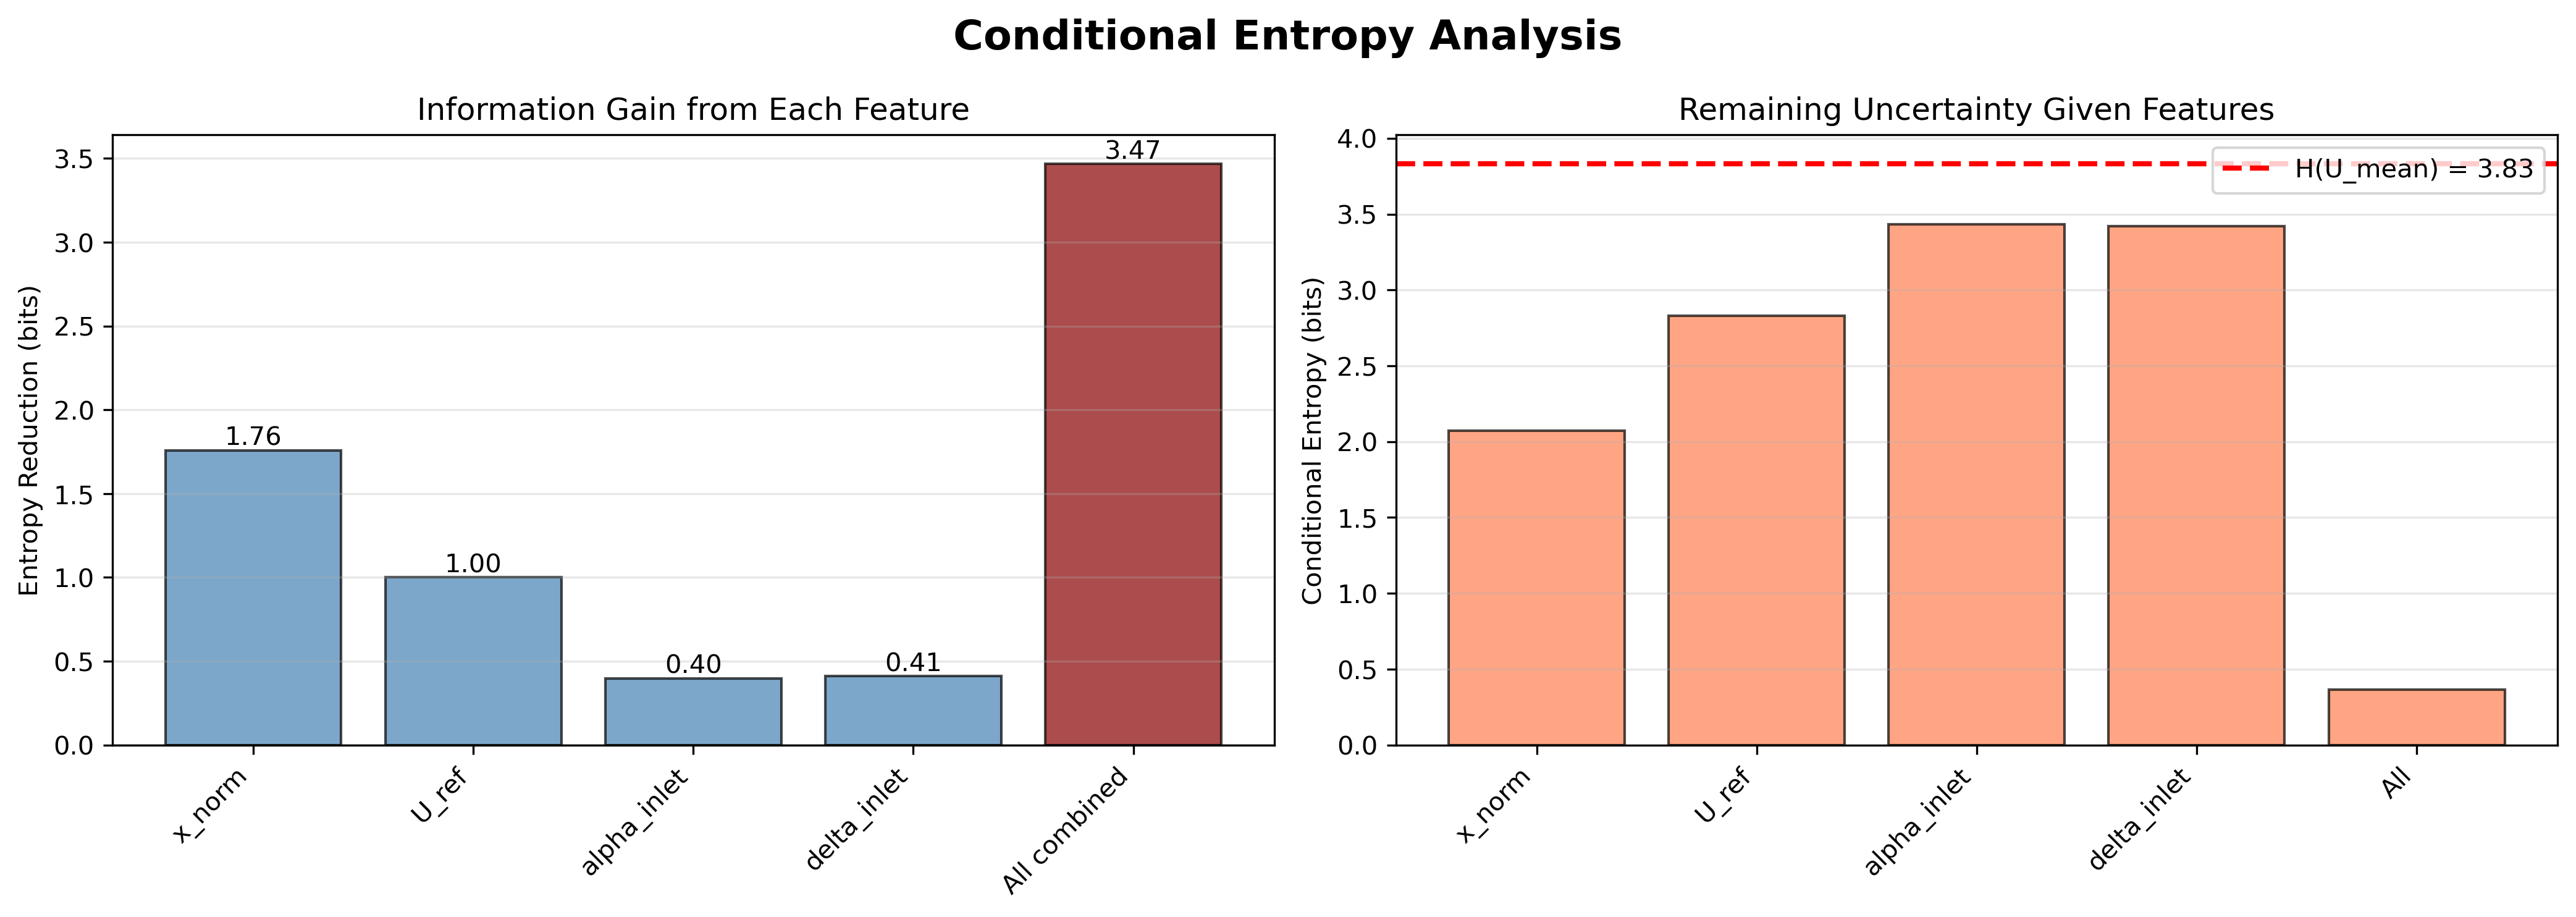 Conditional Entropy Analysis
Information Gain from Each Feature
Entropy Reduction (bits)
3.5
3.0
2.5
2.0
1.5
1.0
0.5
0.0
1.76
1.00
0.40
0.41
3.47
x_norm
U_ref
alpha_inlet
delta_inlet
All combined
Remaining Uncertainty Given Features
Conditional Entropy (bits)
4.0
3.5
3.0
2.5
2.0
1.5
1.0
0.5
0.0
H(U_mean) = 3.83
x_norm
U_ref
alpha_inlet
delta_inlet
All